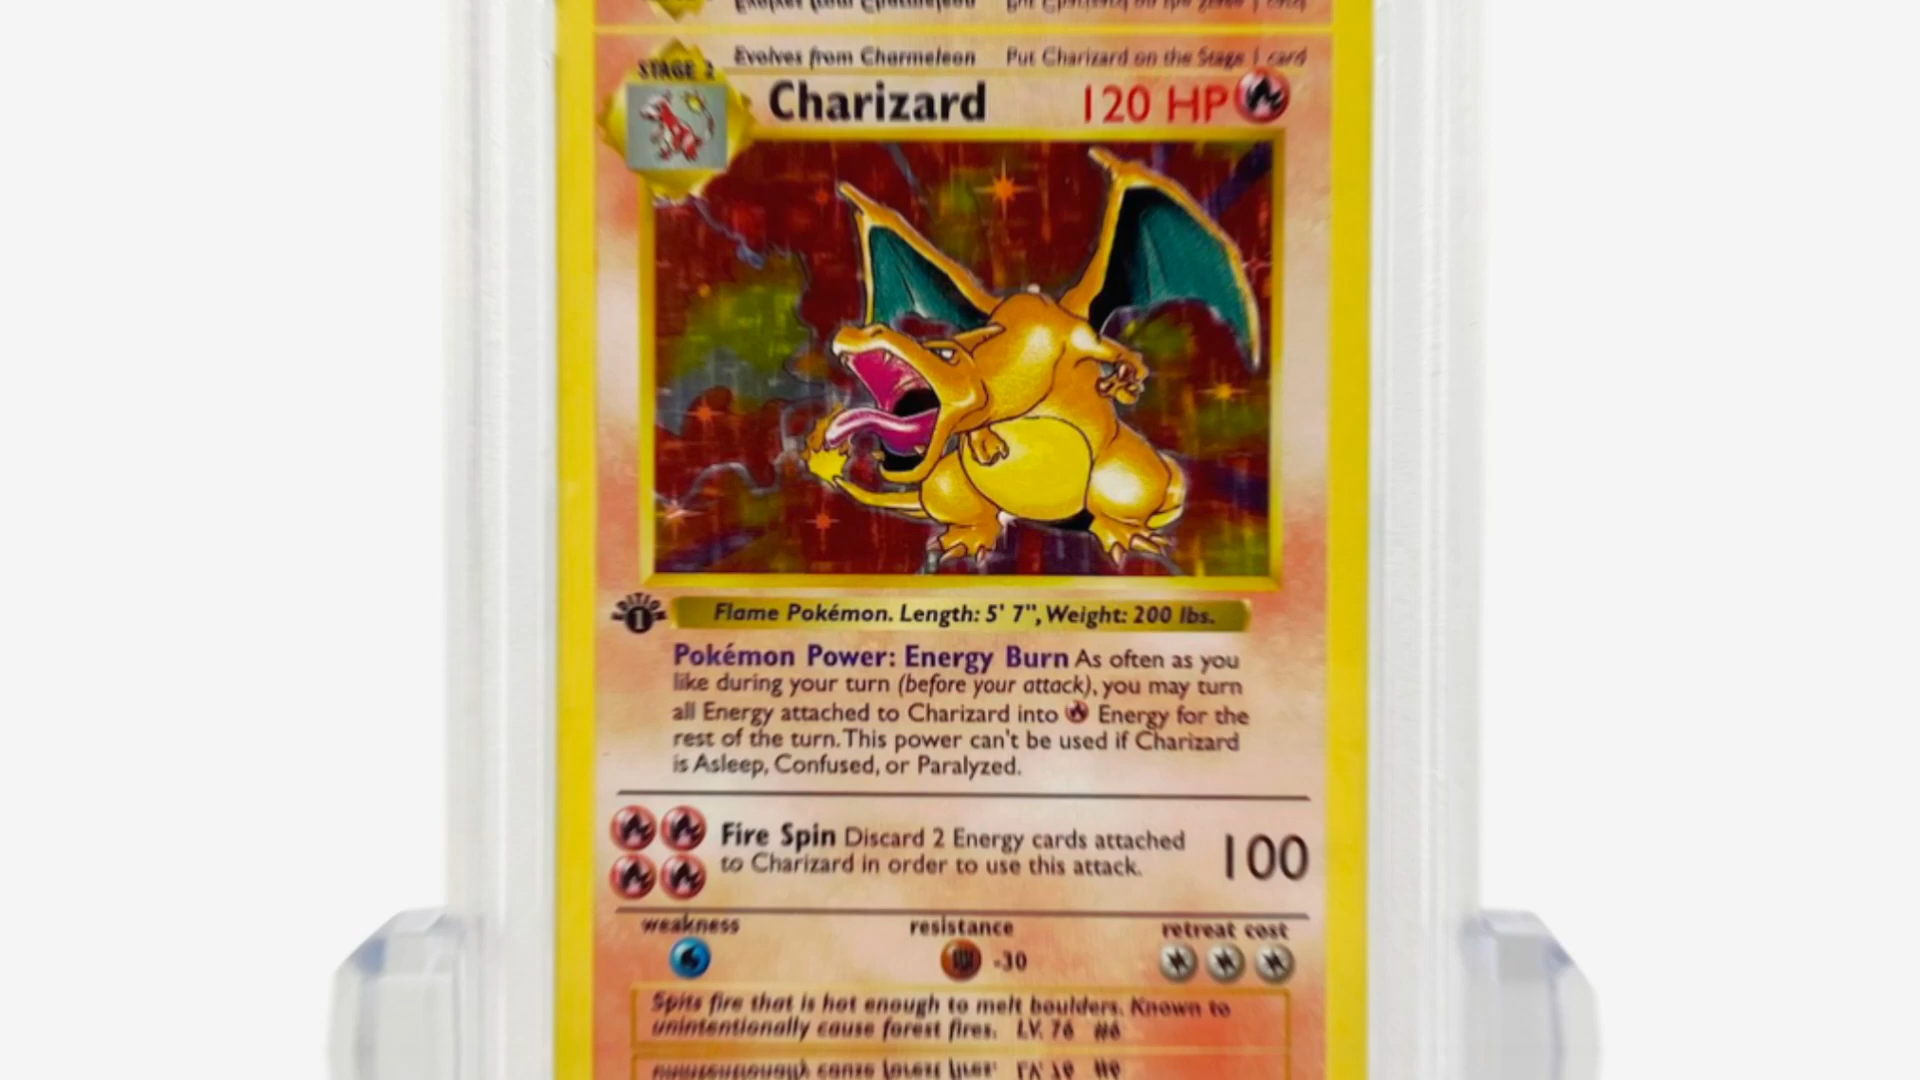 Evolves from Charmeleon Put Charizard on the Stage 1 card
STAGE 2
Charizard 120 HP
EDITION
1
Flame Pokémon. Length: 5' 7", Weight: 200 lbs.
Pokémon Power: Energy Burn As often as you
like during your turn (before your attack), you may turn
all Energy attached to Charizard into Energy for the
rest of the turn. This power can't be used if Charizard
is Asleep, Confused, or Paralyzed.
Fire Spin Discard 2 Energy cards attached
to Charizard in order to use this attack. 100
weakness resistance retreat cost
-30
Spits fire that is hot enough to melt boulders. Known to
unintentionally cause forest fires. LV. 76 #6